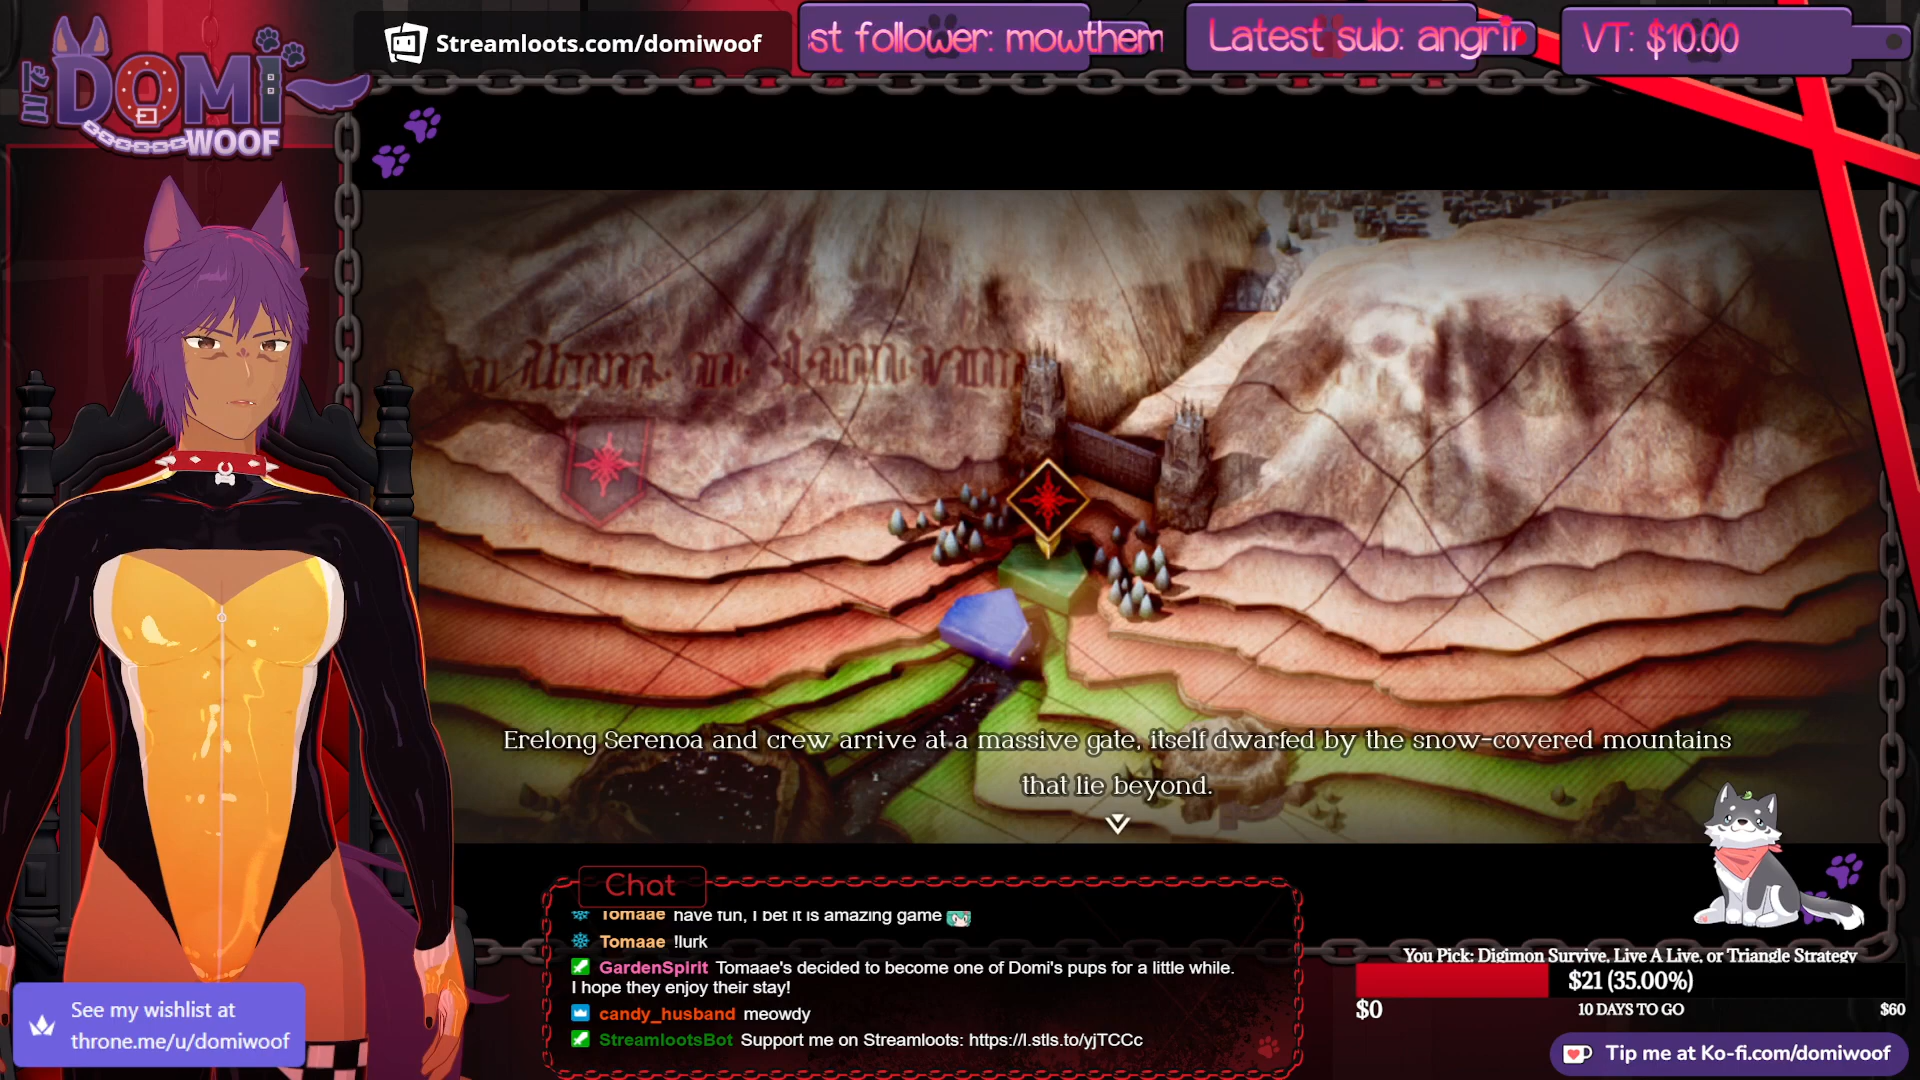 DOMI
WOOF
Streamloots.com/domiwoof
st follower: mowthem
Latest sub: angrir
VT: $10.00
Erelong Serenoa and crew arrive at a massive gate, itself dwarfed by the snow-covered mountains
that lie beyond.
Chat
Tomaae have fun, I bet it is amazing game
Tomaae !lurk
GardenSpirit Tomaae's decided to become one of Domi's pups for a little while.
I hope they enjoy their stay!
candy_husband meowdy
StreamlootsBot Support me on Streamloots: https://l.stls.to/yjTCCc
You Pick: Digimon Survive, Live A Live, or Triangle Strategy
$21 (35.00%)
$0
10 DAYS TO GO
$60
See my wishlist at
throne.me/u/domiwoof
Tip me at Ko-fi.com/domiwoof